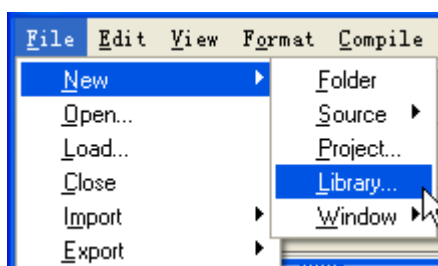 File Edit View Format Compile
New
Open...
Load...
Close
Import
Export
Folder
Source
Project...
Library...
Window